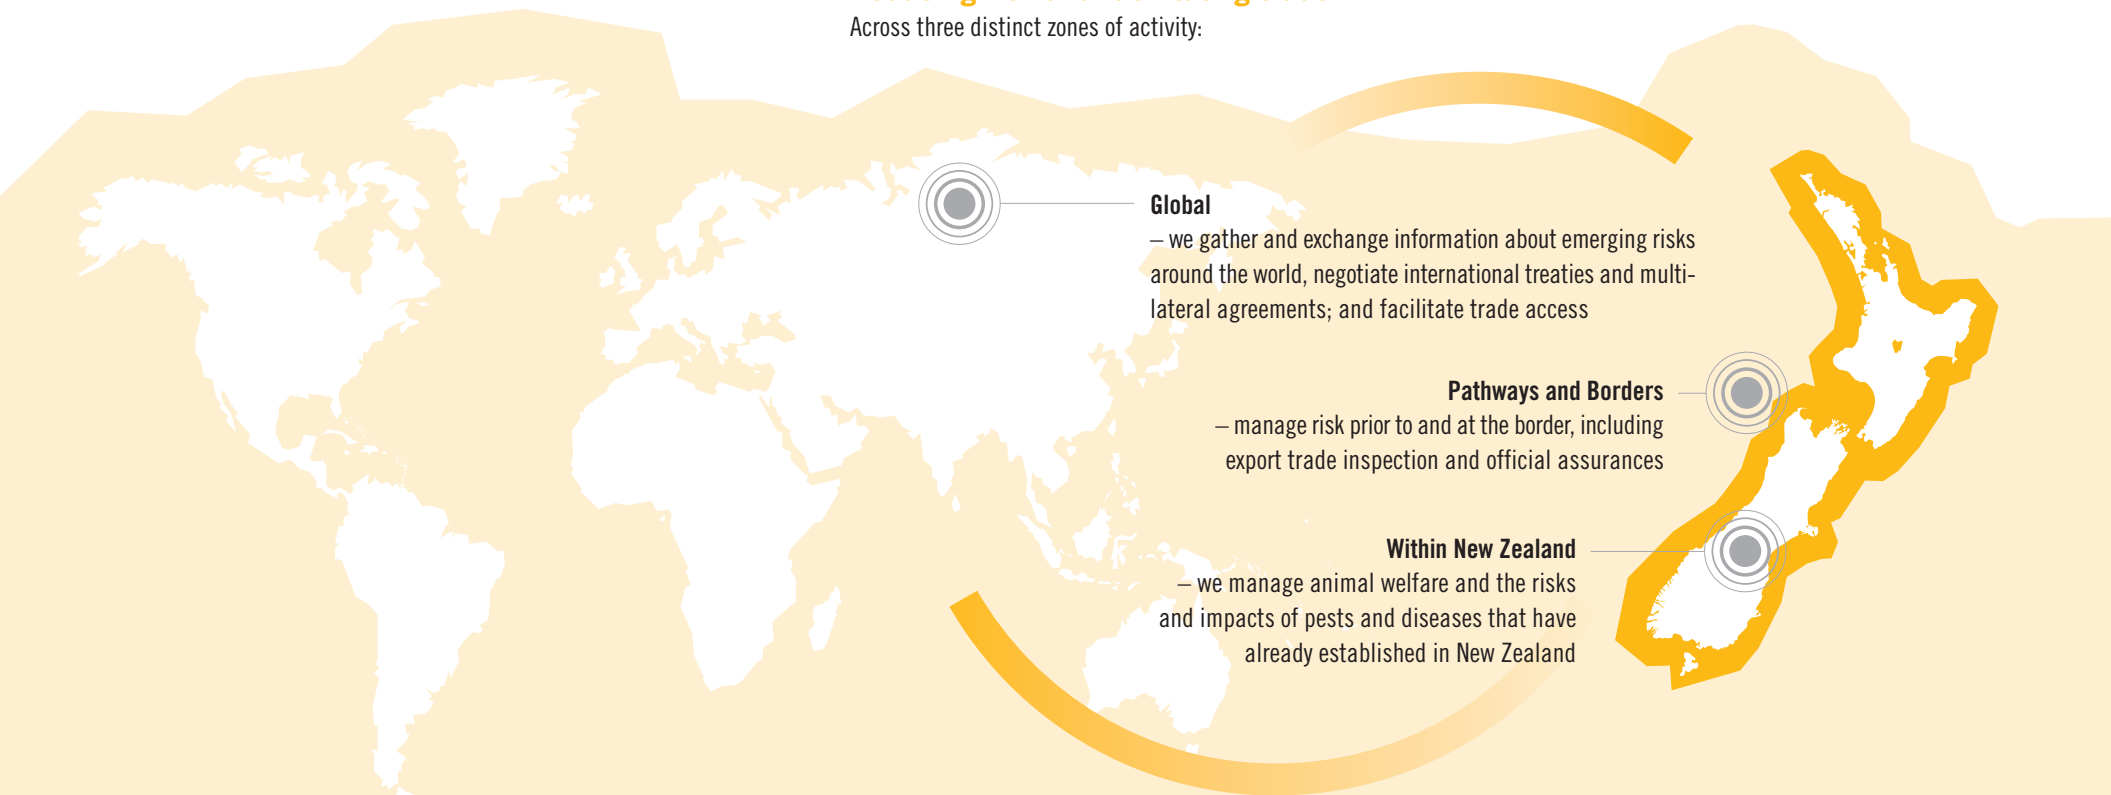 Across three distinct zones of activity:
Global
– we gather and exchange information about emerging risks
around the world, negotiate international treaties and multi-
lateral agreements; and facilitate trade access
Pathways and Borders
– manage risk prior to and at the border, including
export trade inspection and official assurances
Within New Zealand
– we manage animal welfare and the risks
and impacts of pests and diseases that have
already established in New Zealand